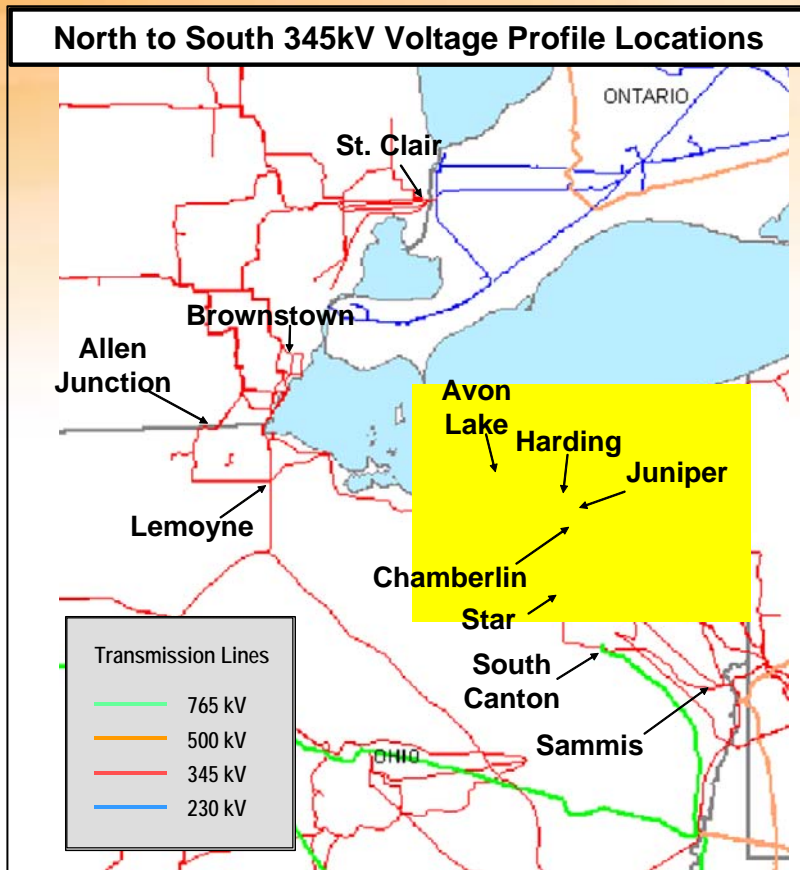 North to South 345kV Voltage Profile Locations
ONTARIO
St. Clair
Brownstown
Allen
Junction
Avon
Lake
Harding
Juniper
Lemoyne
Chamberlin
Star
South
Canton
Sammis
OHIO
Transmission Lines
765 kV
500 kV
345 kV
230 kV